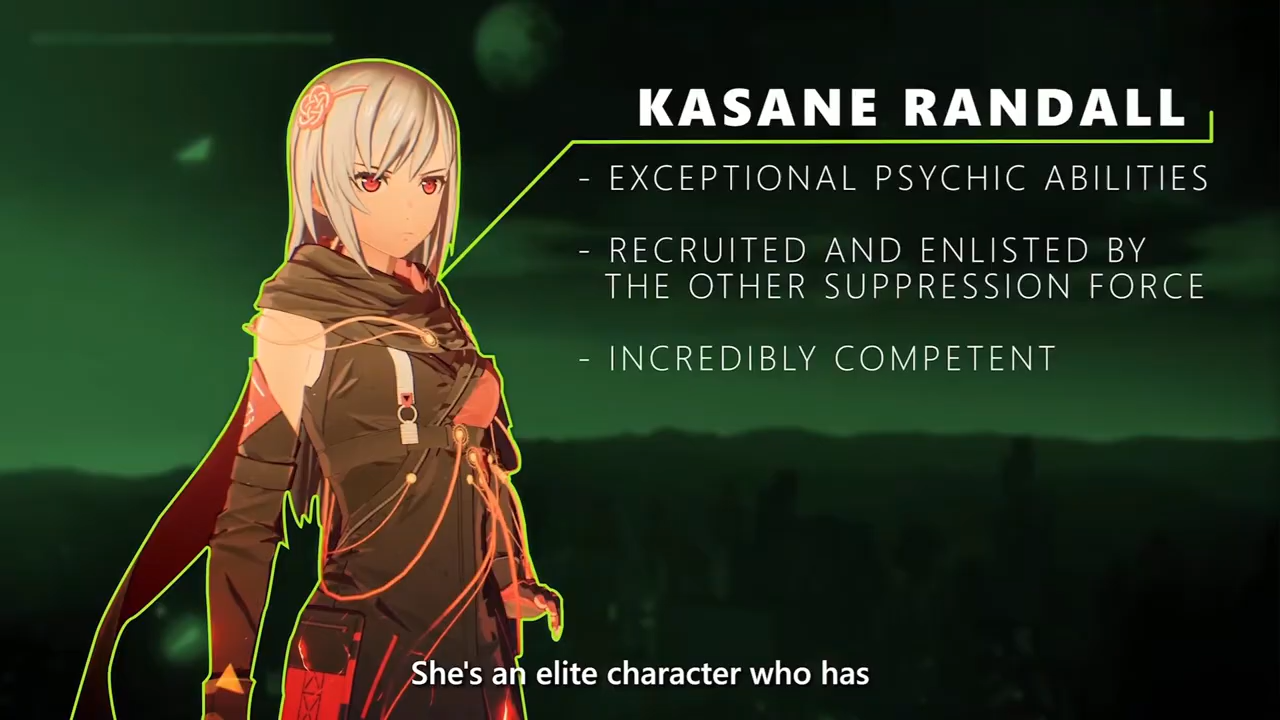 KASANE RANDALL
- EXCEPTIONAL PSYCHIC ABILITIES
- RECRUITED AND ENLISTED BY
THE OTHER SUPPRESSION FORCE
- INCREDIBLY COMPETENT
She's an elite character who has